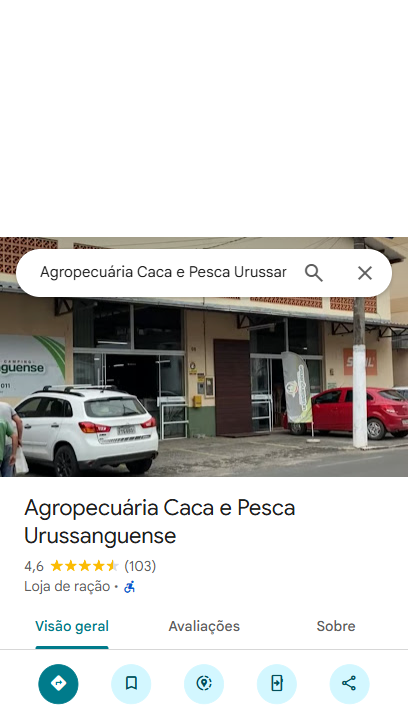 Agropecuária Caca e Pesca Urussar
CAMPING
guense
011
STIHL
Agropecuária Caca e Pesca
Urussanguense
4,6 (103)
Loja de ração ·
Visão geral Avaliações Sobre